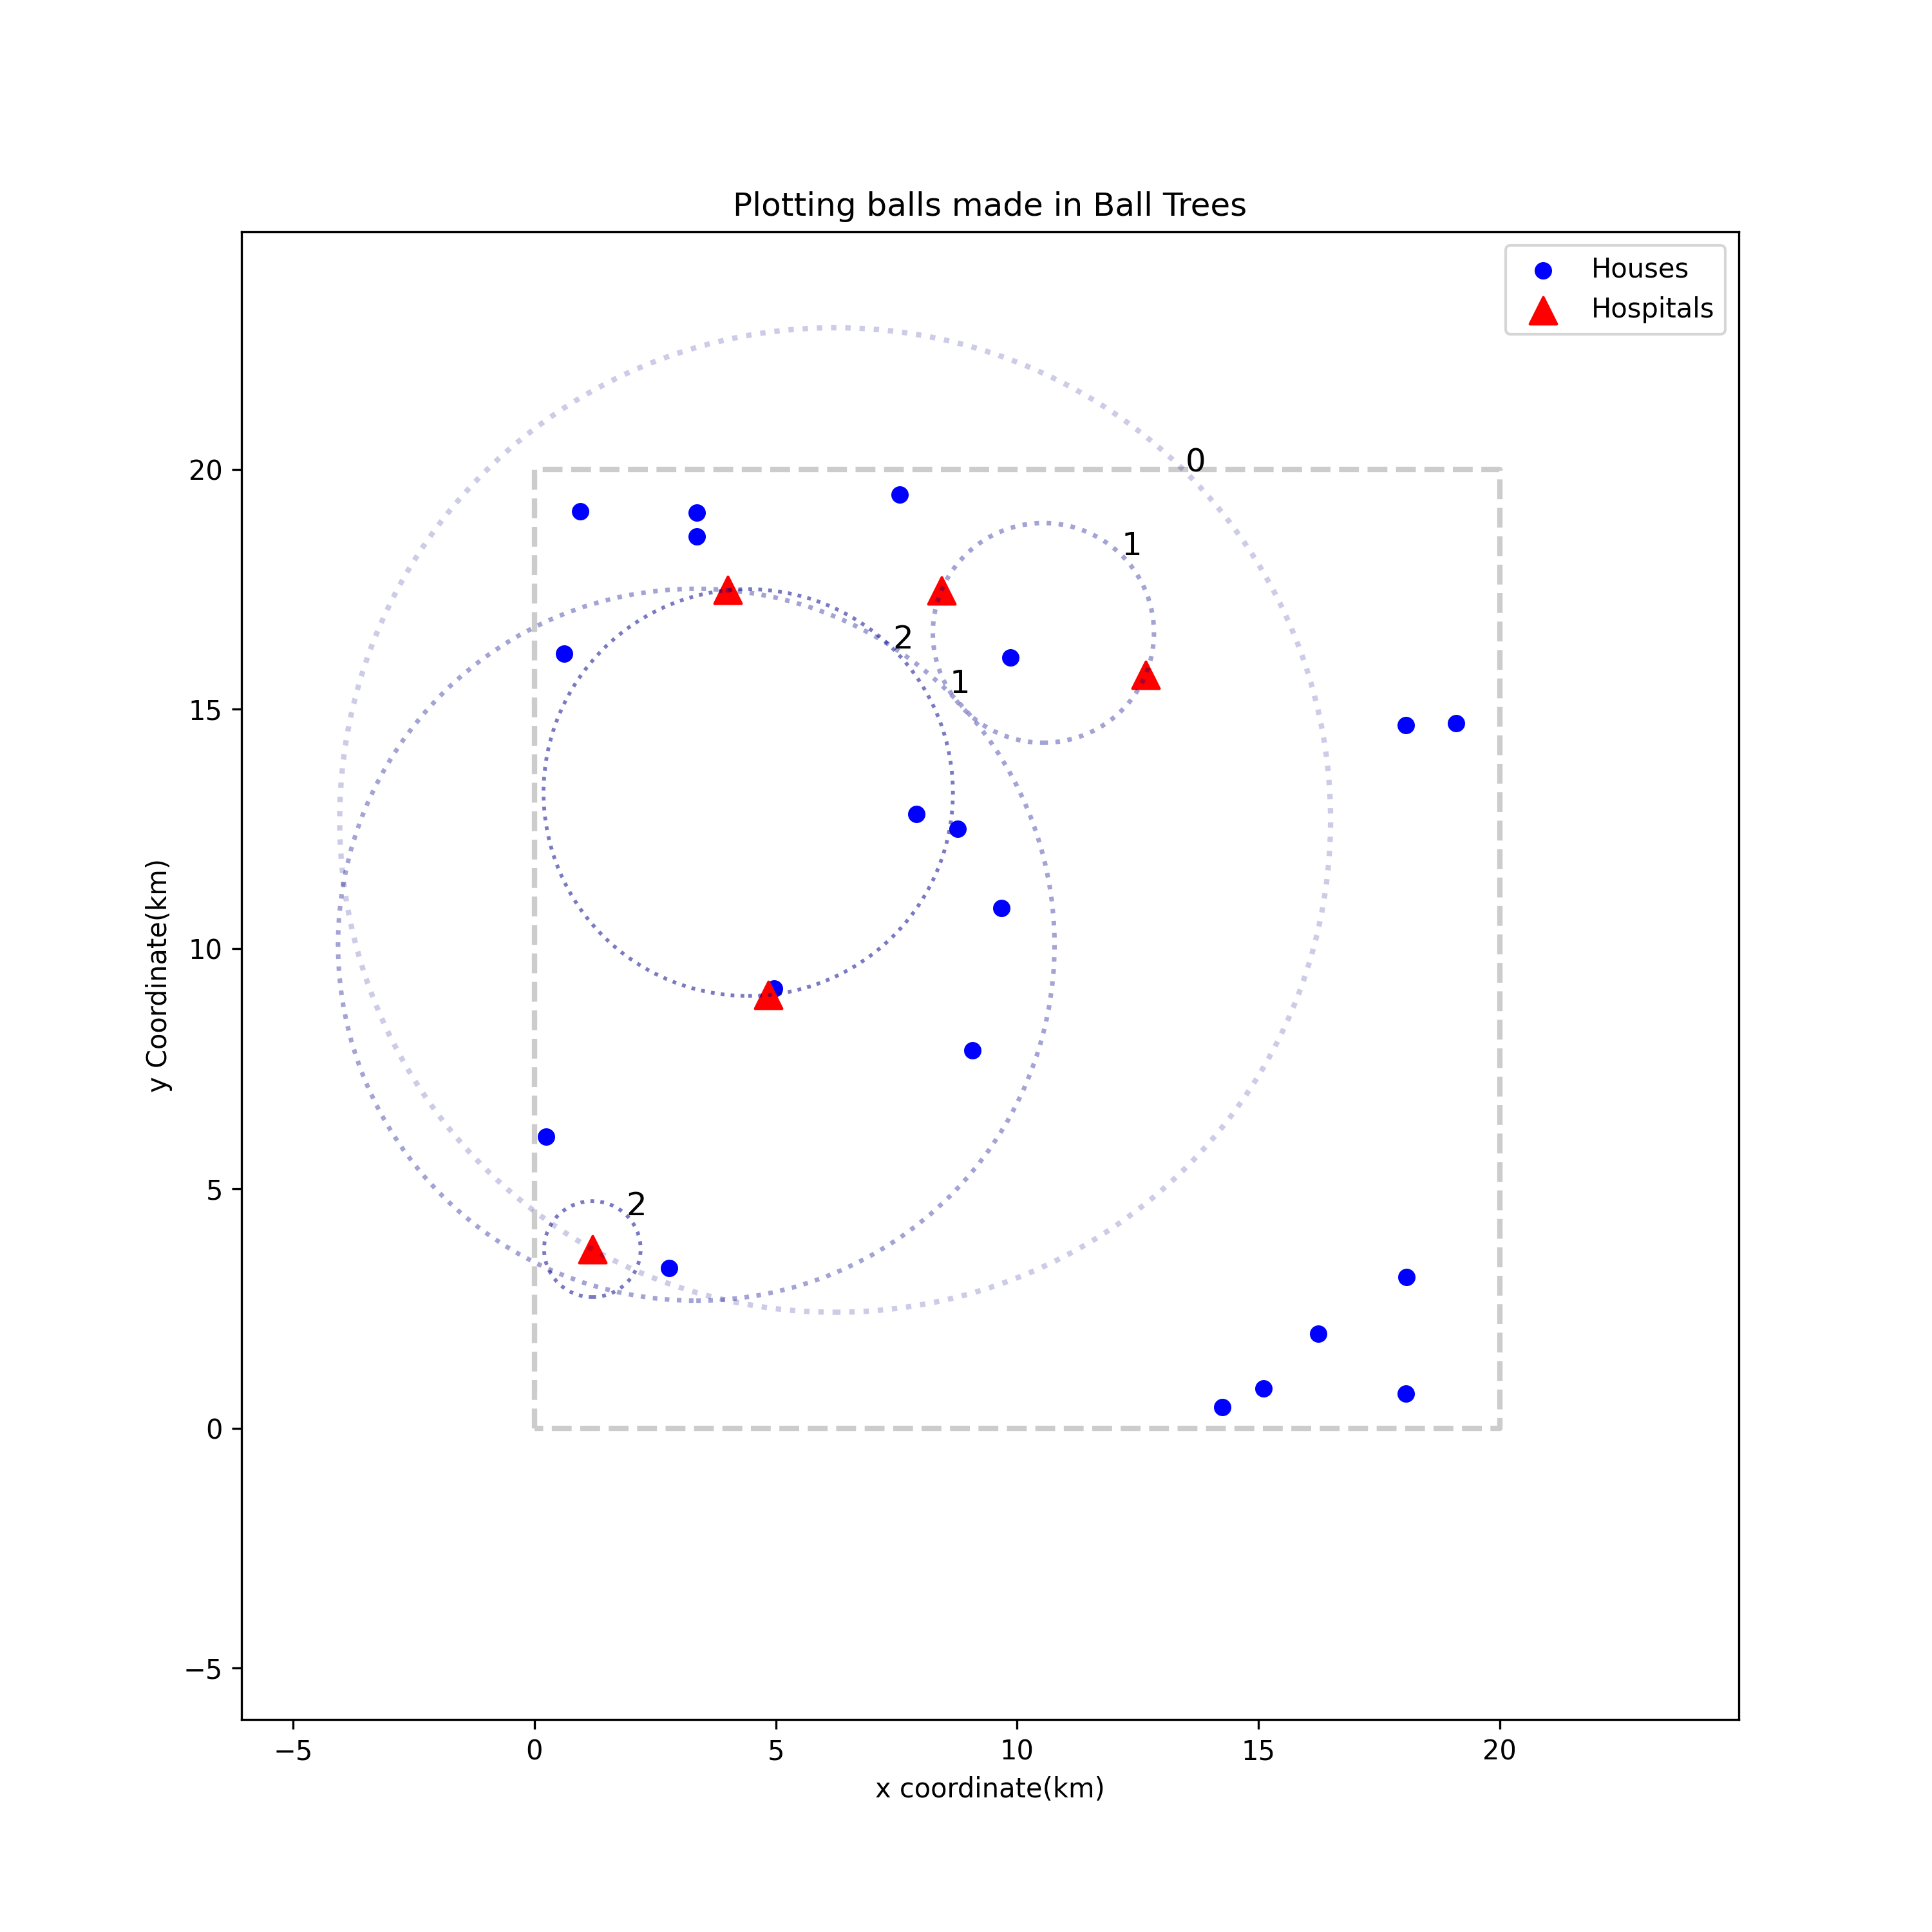 Plotting balls made in Ball Trees
Houses
Hospitals
0
1
2
1
2
y Coordinate(km)
20
15
10
5
0
−5
−5 0 5 10 15 20
x coordinate(km)